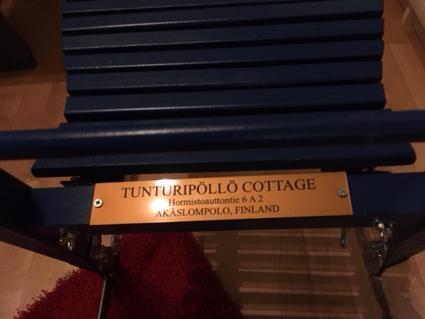 TUNTURIPÖLLÖ COTTAGE
Hormistoauttontie 6 A 2
ÄKÄSLOMPOLO, FINLAND